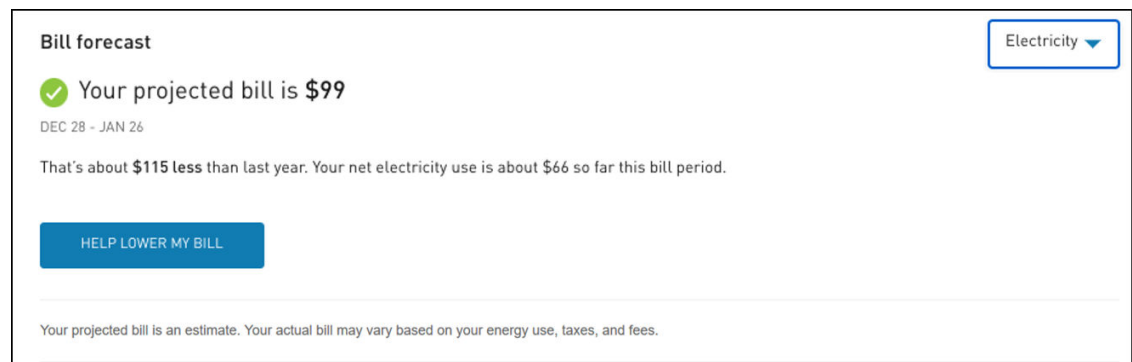 Bill forecast
Electricity
Your projected bill is $99
DEC 28 - JAN 26
That's about $115 less than last year. Your net electricity use is about $66 so far this bill period.
HELP LOWER MY BILL
Your projected bill is an estimate. Your actual bill may vary based on your energy use, taxes, and fees.